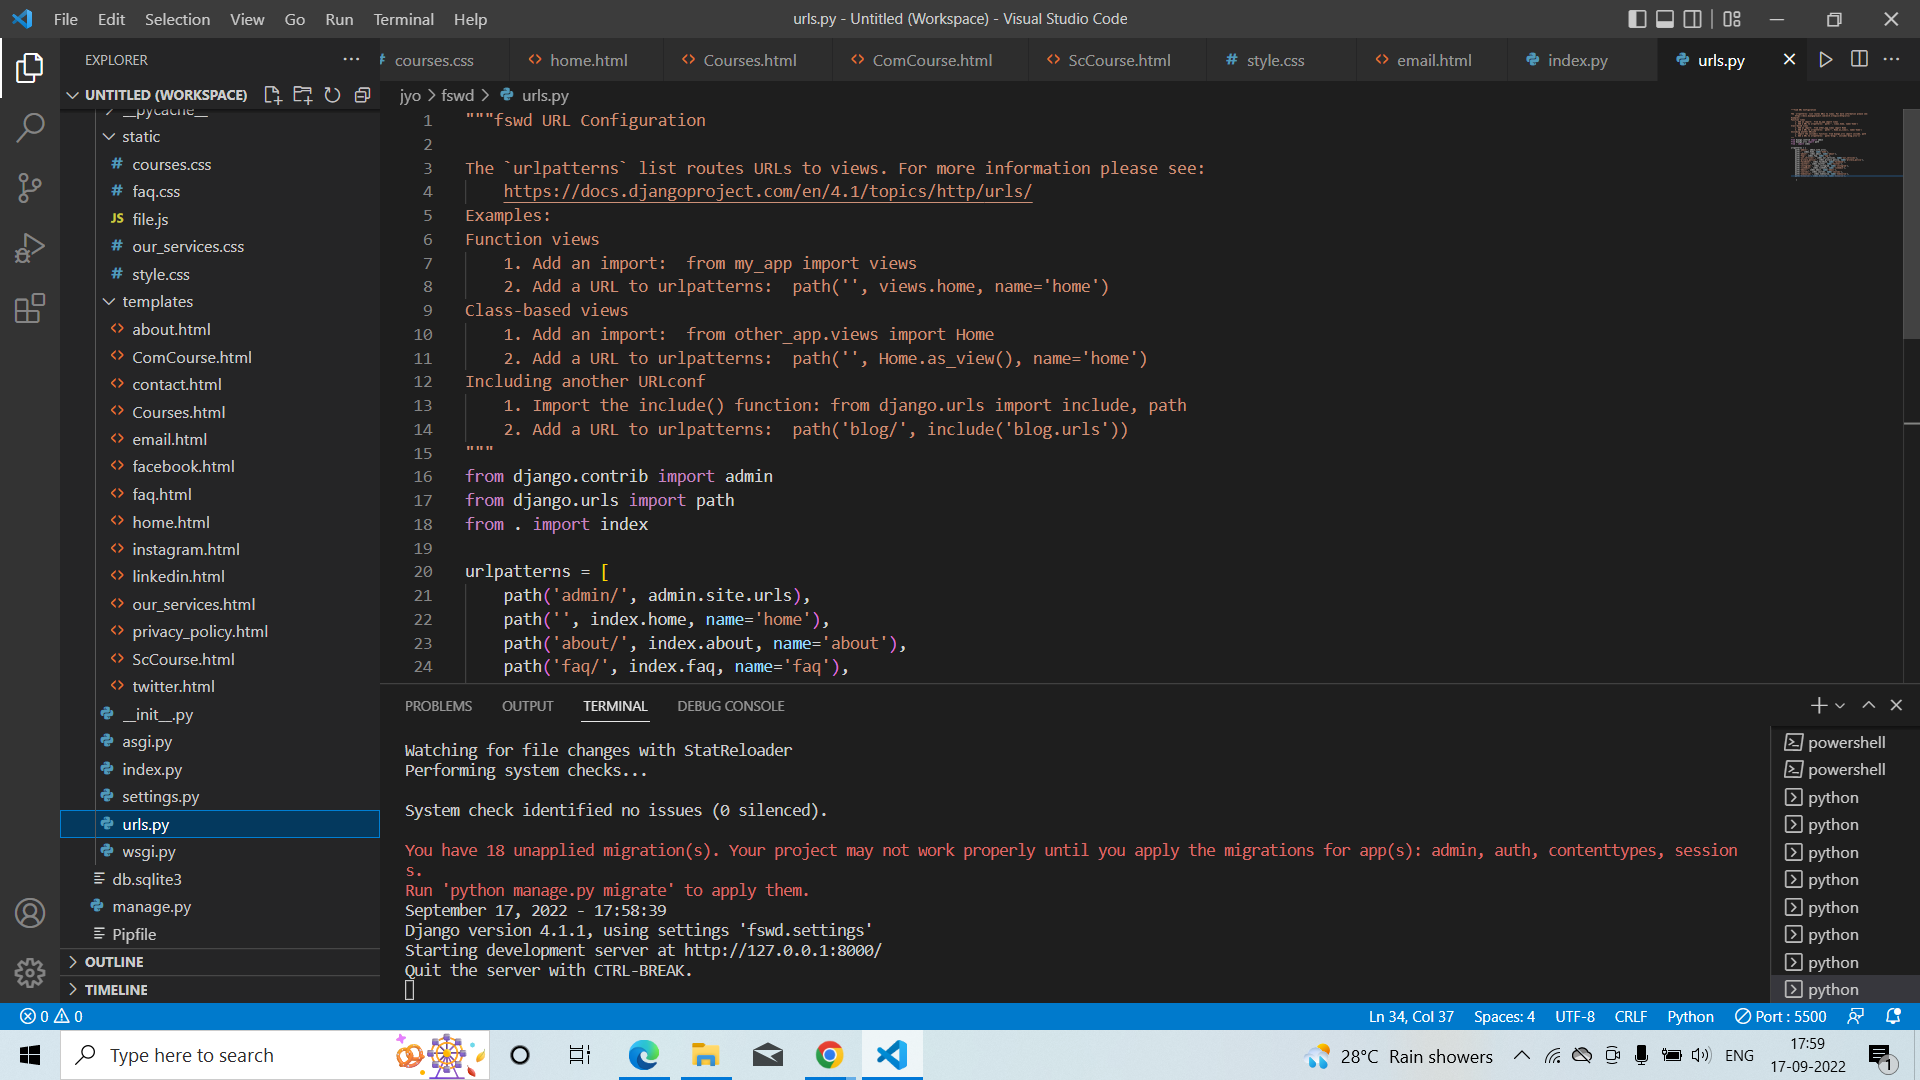 File Edit Selection View Go Run Terminal Help
urls.py - Untitled (Workspace) - Visual Studio Code
EXPLORER
UNTITLED (WORKSPACE)
__pycache__
static
courses.css
faq.css
JS file.js
our_services.css
style.css
templates
about.html
ComCourse.html
contact.html
Courses.html
email.html
facebook.html
faq.html
home.html
instagram.html
linkedin.html
our_services.html
privacy_policy.html
ScCourse.html
twitter.html
__init__.py
asgi.py
index.py
settings.py
urls.py
wsgi.py
db.sqlite3
manage.py
Pipfile
OUTLINE
TIMELINE
courses.css home.html Courses.html ComCourse.html ScCourse.html style.css email.html index.py urls.py
jyo > fswd > urls.py
1 """fswd URL Configuration
2
3 The `urlpatterns` list routes URLs to views. For more information please see:
4 https://docs.djangoproject.com/en/4.1/topics/http/urls/
5 Examples:
6 Function views
7 1. Add an import:  from my_app import views
8 2. Add a URL to urlpatterns:  path('', views.home, name='home')
9 Class-based views
10 1. Add an import:  from other_app.views import Home
11 2. Add a URL to urlpatterns:  path('', Home.as_view(), name='home')
12 Including another URLconf
13 1. Import the include() function: from django.urls import include, path
14 2. Add a URL to urlpatterns:  path('blog/', include('blog.urls'))
15 """
16 from django.contrib import admin
17 from django.urls import path
18 from . import index
19
20 urlpatterns = [
21 path('admin/', admin.site.urls),
22 path('', index.home, name='home'),
23 path('about/', index.about, name='about'),
24 path('faq/', index.faq, name='faq'),
PROBLEMS OUTPUT TERMINAL DEBUG CONSOLE
Watching for file changes with StatReloader
Performing system checks...
System check identified no issues (0 silenced).
You have 18 unapplied migration(s). Your project may not work properly until you apply the migrations for app(s): admin, auth, contenttypes, session
s.
Run 'python manage.py migrate' to apply them.
September 17, 2022 - 17:58:39
Django version 4.1.1, using settings 'fswd.settings'
Starting development server at http://127.0.0.1:8000/
Quit the server with CTRL-BREAK.
powershell
powershell
python
python
python
python
python
python
python
python
0 0
Ln 34, Col 37 Spaces: 4 UTF-8 CRLF Python Port : 5500
Type here to search
28°C Rain showers
ENG
17:59
17-09-2022
1